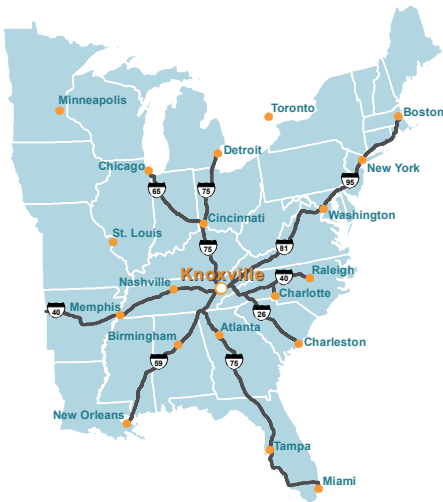 Minneapolis
Toronto
Boston
Detroit
Chicago
New York
95
65
75
Cincinnati
Washington
St. Louis
75
81
Knoxville
Raleigh
40
Nashville
Charlotte
40
Memphis
26
Atlanta
Birmingham
Charleston
59
75
New Orleans
Tampa
Miami